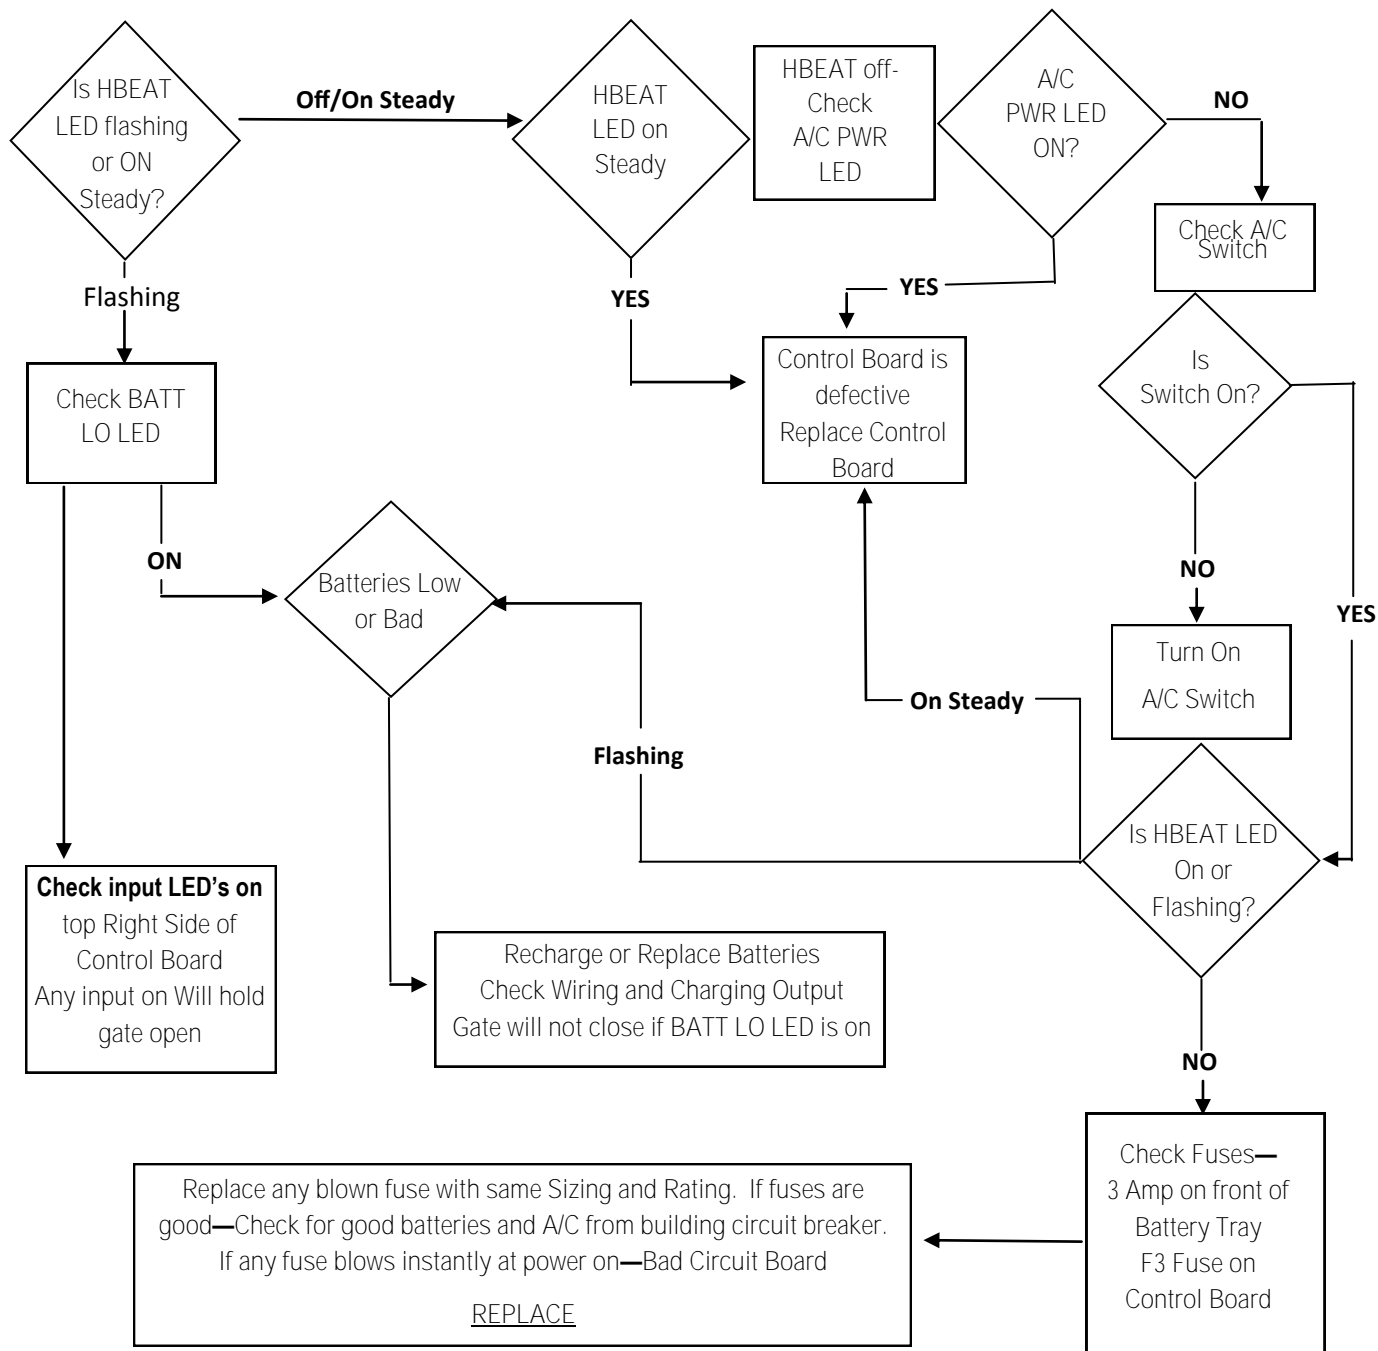 Is HBEAT
LED flashing
or ON
Steady?
Off/On Steady
HBEAT
LED on
Steady
HBEAT off-
Check
A/C PWR
LED
A/C
PWR LED
ON?
NO
Check A/C
Switch
Flashing
YES
YES
Control Board is
defective
Replace Control
Board
Is
Switch On?
Check BATT
LO LED
ON
Batteries Low
or Bad
NO
YES
Turn On
A/C Switch
On Steady
Flashing
Is HBEAT LED
On or
Flashing?
Check input LED’s on
top Right Side of
Control Board
Any input on Will hold
gate open
Recharge or Replace Batteries
Check Wiring and Charging Output
Gate will not close if BATT LO LED is on
NO
Check Fuses—
3 Amp on front of
Battery Tray
F3 Fuse on
Control Board
Replace any blown fuse with same Sizing and Rating. If fuses are
good—Check for good batteries and A/C from building circuit breaker.
If any fuse blows instantly at power on—Bad Circuit Board
REPLACE